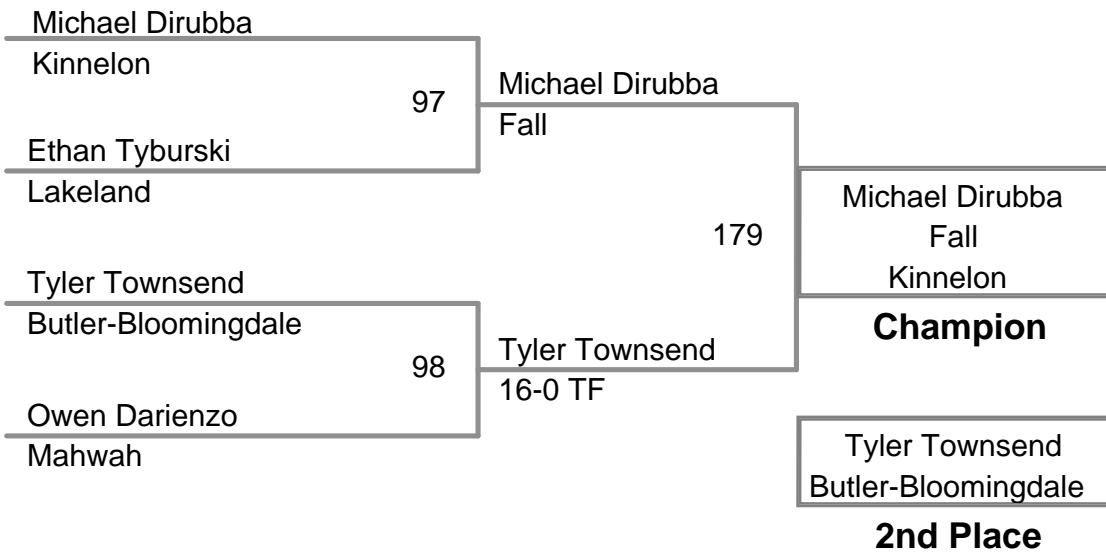 Michael Dirubba
Kinnelon
97
Ethan Tyburski
Lakeland
Michael Dirubba
Fall
179
Tyler Townsend
Butler-Bloomingdale
98
Owen Darienzo
Mahwah
Tyler Townsend
16-0 TF
Michael Dirubba
Fall
Kinnelon
Champion
Tyler Townsend
Butler-Bloomingdale
2nd Place